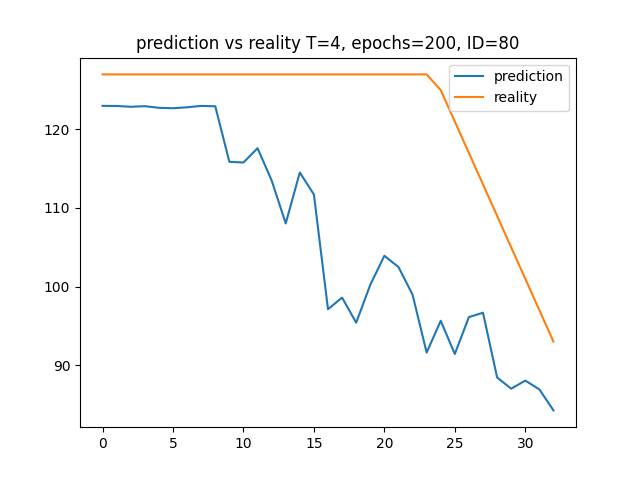 prediction vs reality T=4, epochs=200, ID=80
prediction
reality
120
110
100
90
0 5 10 15 20 25 30